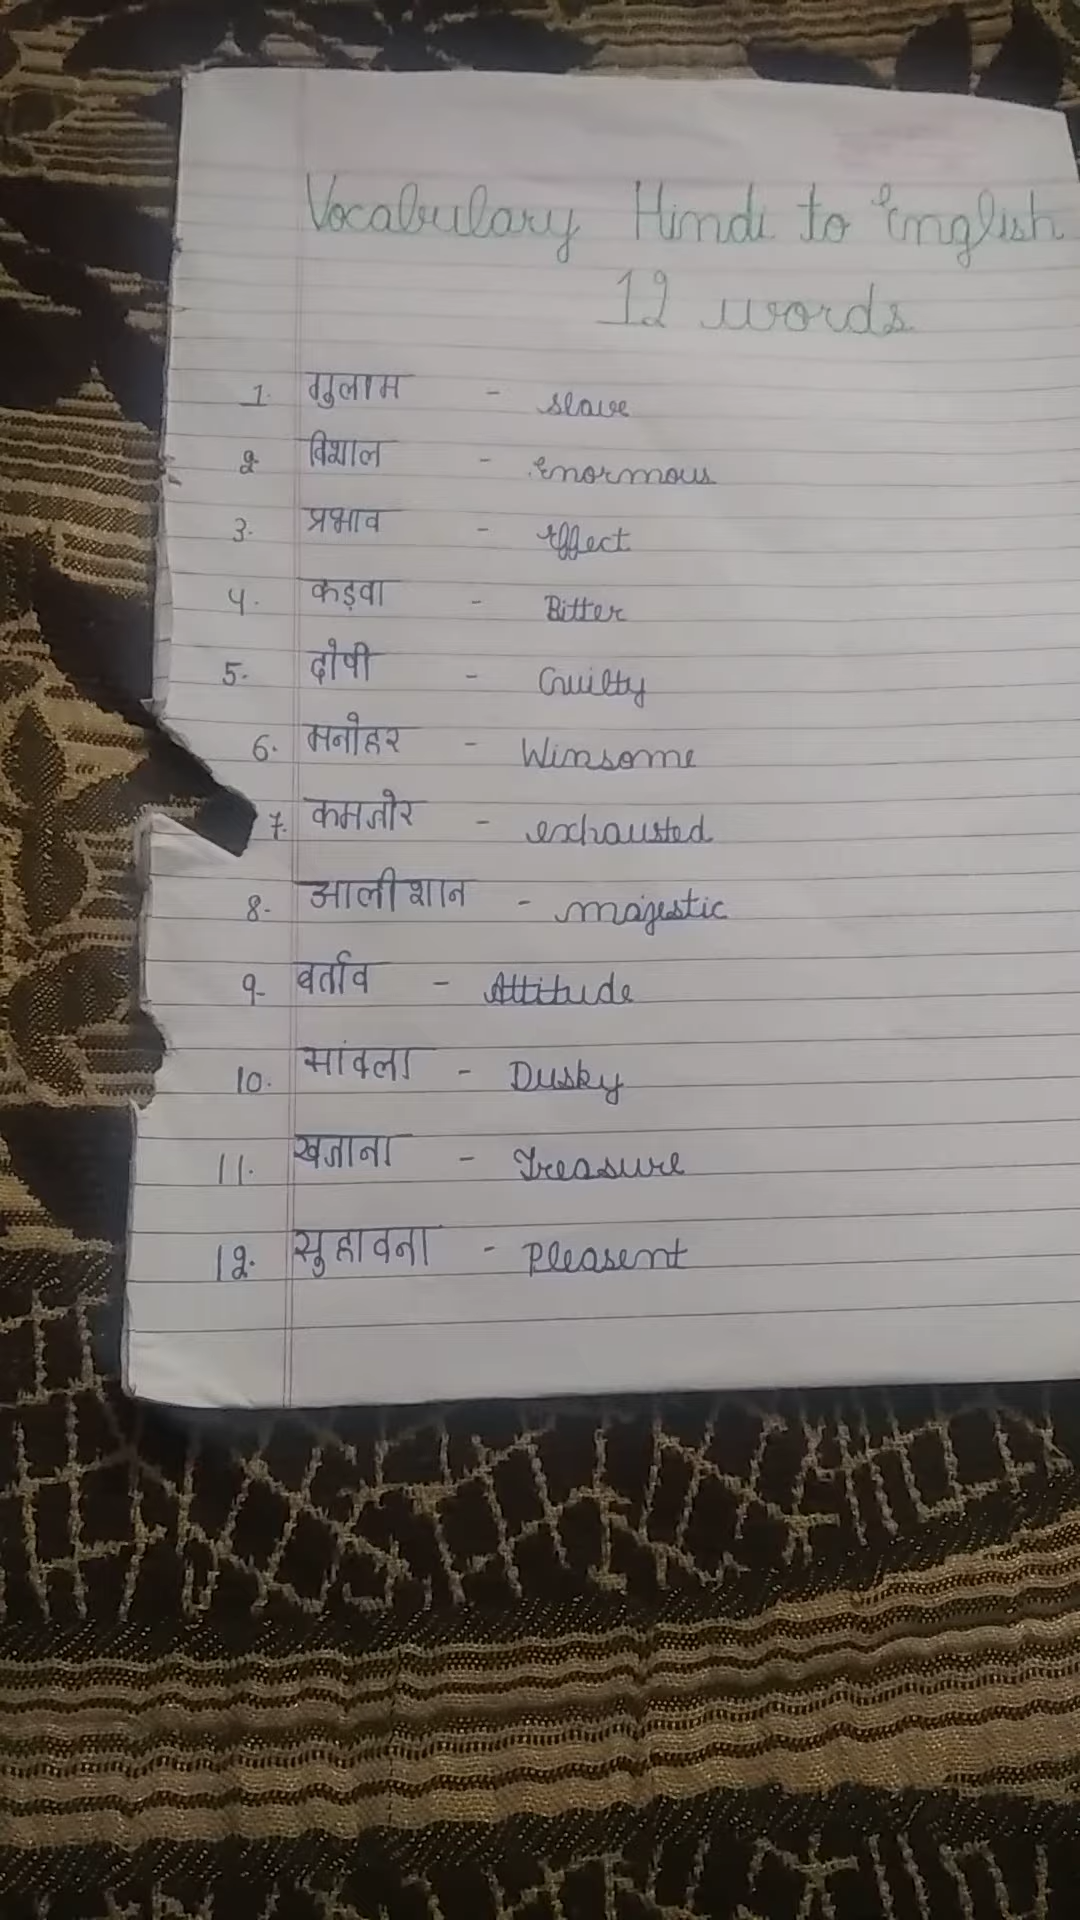 Vocabulary Hindi to English
12 words
1. गुलाम - slave
2. विशाल - enormous
3. प्रभाव - effect
4. कड़वा - Bitter
5. दोषी - Guilty
6. मनोहर - Winsome
7. कमजोर - exhausted
8. आलीशान - majestic
9. बर्ताव - Attitude
10. सांवला - Dusky
11. खजाना - Treasure
12. सुहावना - Pleasent